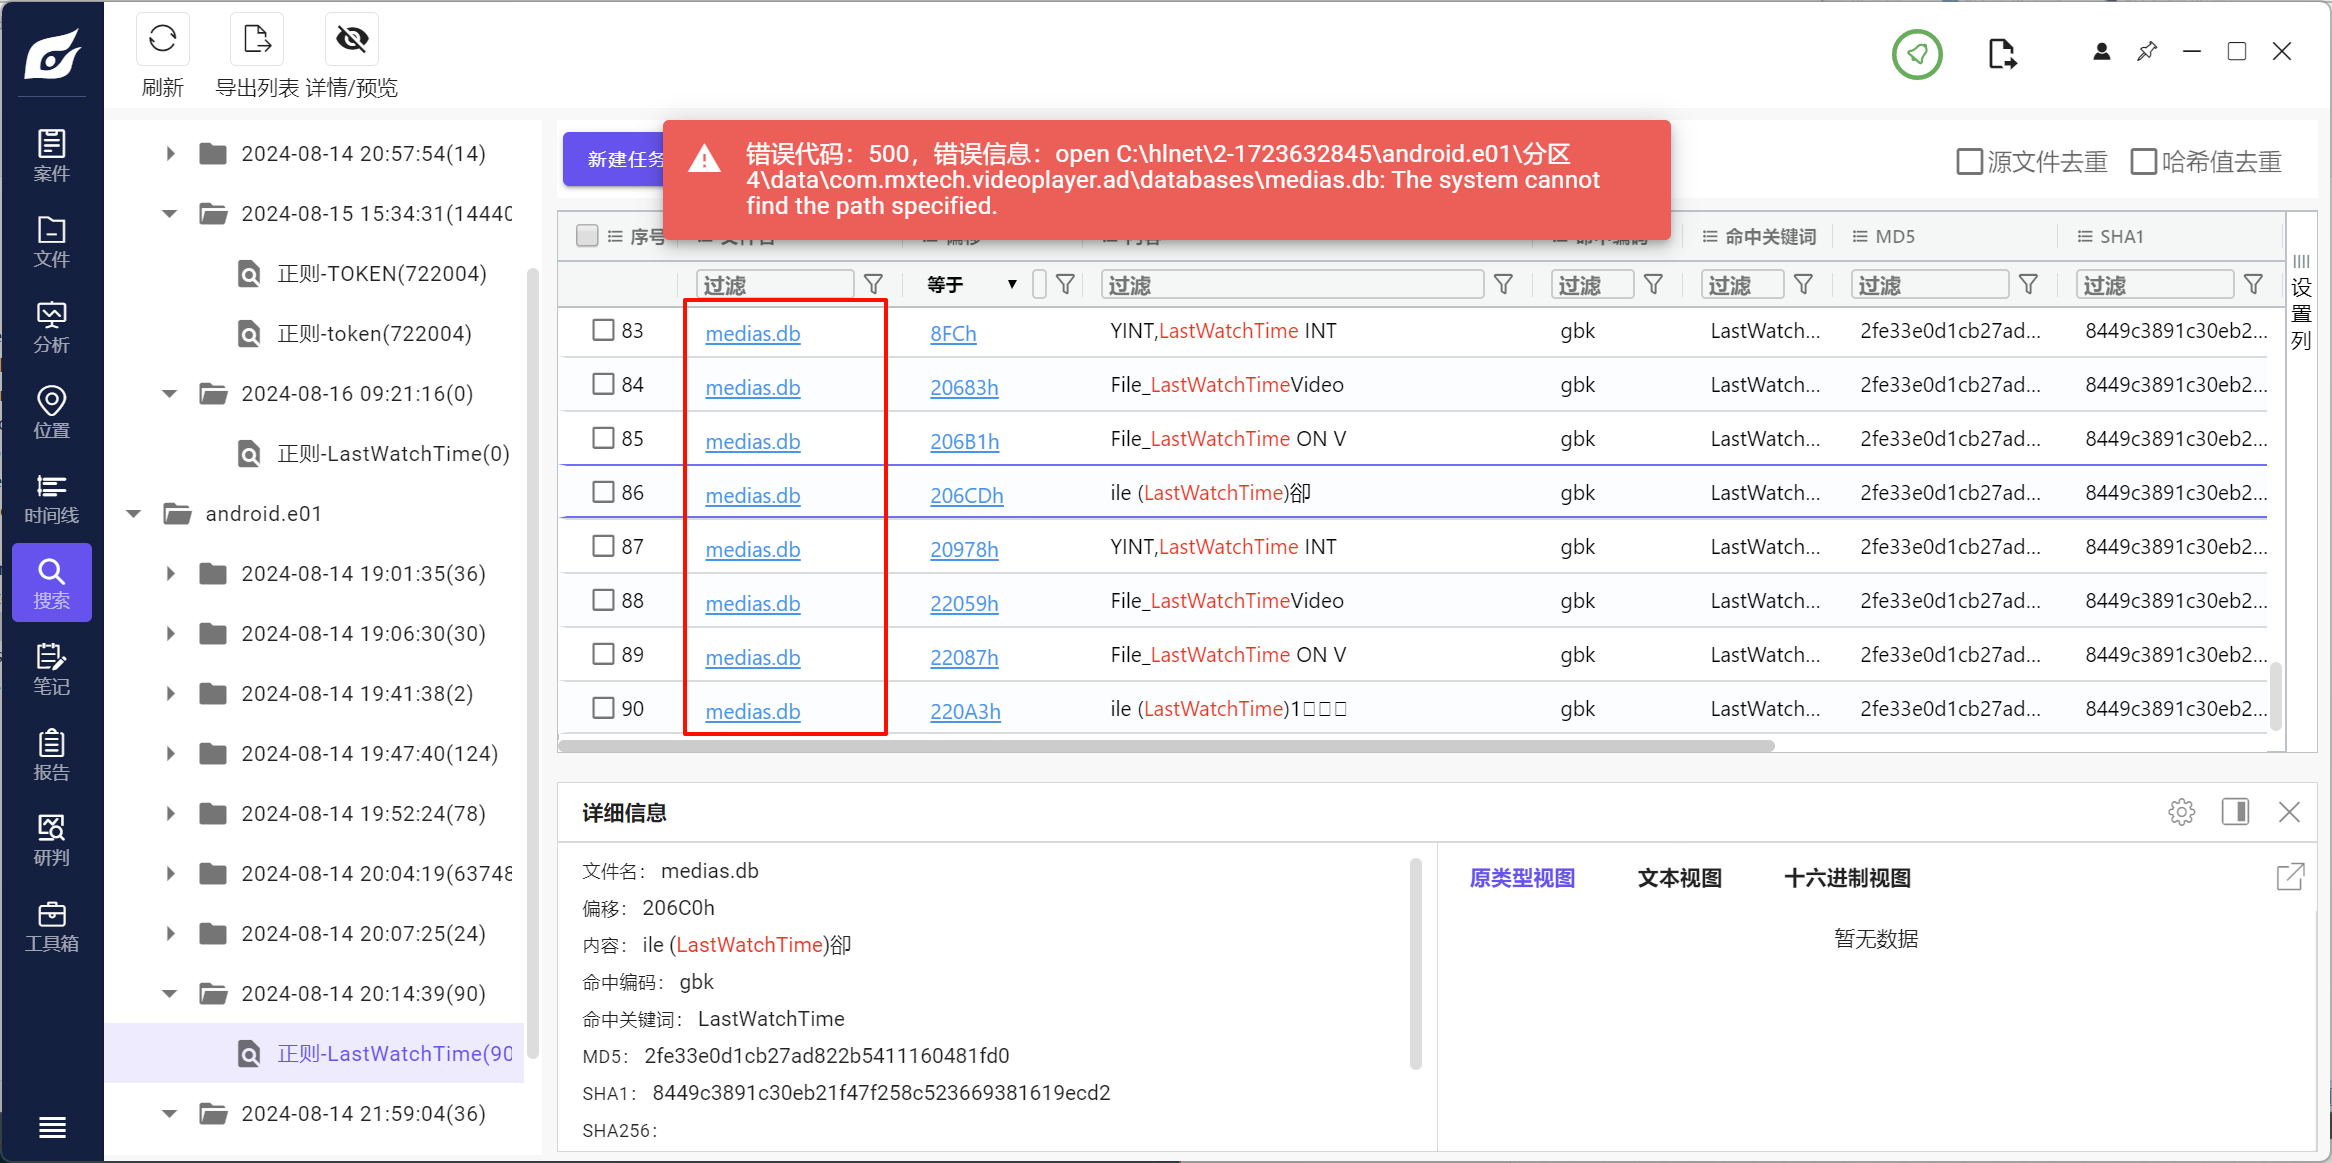 刷新
导出列表
详情/预览
案件
文件
分析
位置
时间线
搜索
笔记
报告
研判
工具箱
2024-08-14 20:57:54(14)
2024-08-15 15:34:31(14440
正则-TOKEN(722004)
正则-token(722004)
2024-08-16 09:21:16(0)
正则-LastWatchTime(0)
android.e01
2024-08-14 19:01:35(36)
2024-08-14 19:06:30(30)
2024-08-14 19:41:38(2)
2024-08-14 19:47:40(124)
2024-08-14 19:52:24(78)
2024-08-14 20:04:19(63748
2024-08-14 20:07:25(24)
2024-08-14 20:14:39(90)
正则-LastWatchTime(90
2024-08-14 21:59:04(36)
新建任务
错误代码：500，错误信息：open C:\hlnet\2-1723632845\android.e01\分区
4\data\com.mxtech.videoplayer.ad\databases\medias.db: The system cannot
find the path specified.
源文件去重 哈希值去重
序号 命中关键词 MD5 SHA1
过滤 等于 过滤 过滤 过滤 过滤 过滤
83 medias.db 8FCh YINT,LastWatchTime INT gbk LastWatch... 2fe33e0d1cb27ad... 8449c3891c30eb2...
84 medias.db 20683h File_LastWatchTimeVideo gbk LastWatch... 2fe33e0d1cb27ad... 8449c3891c30eb2...
85 medias.db 206B1h File_LastWatchTime ON V gbk LastWatch... 2fe33e0d1cb27ad... 8449c3891c30eb2...
86 medias.db 206CDh ile (LastWatchTime)卻 gbk LastWatch... 2fe33e0d1cb27ad... 8449c3891c30eb2...
87 medias.db 20978h YINT,LastWatchTime INT gbk LastWatch... 2fe33e0d1cb27ad... 8449c3891c30eb2...
88 medias.db 22059h File_LastWatchTimeVideo gbk LastWatch... 2fe33e0d1cb27ad... 8449c3891c30eb2...
89 medias.db 22087h File_LastWatchTime ON V gbk LastWatch... 2fe33e0d1cb27ad... 8449c3891c30eb2...
90 medias.db 220A3h ile (LastWatchTime)1□□□ gbk LastWatch... 2fe33e0d1cb27ad... 8449c3891c30eb2...
设置列
详细信息
文件名： medias.db
偏移： 206C0h
内容： ile (LastWatchTime)卻
命中编码： gbk
命中关键词： LastWatchTime
MD5： 2fe33e0d1cb27ad822b5411160481fd0
SHA1： 8449c3891c30eb21f47f258c523669381619ecd2
SHA256：
原类型视图 文本视图 十六进制视图
暂无数据